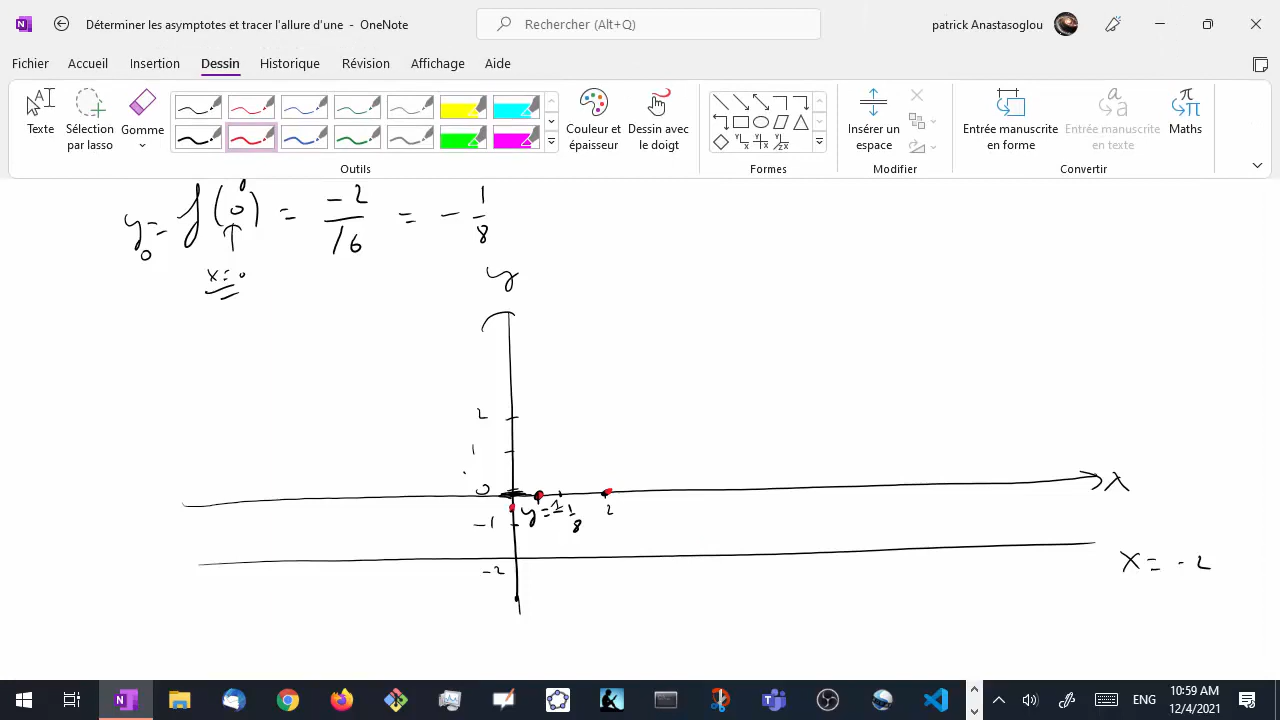 Déterminer les asymptotes et tracer l'allure d'une - OneNote
Rechercher (Alt+Q)
patrick Anastasoglou
Fichier Accueil Insertion Dessin Historique Révision Affichage Aide
Texte
Sélection par lasso
Gomme
Couleur et épaisseur
Dessin avec le doigt
Insérer un espace
Entrée manuscrite en forme
Entrée manuscrite en texte
Maths
Outils
Formes
Modifier
Convertir
y₀ = f(0) = -2/16 = -1/8
x=0
y
2
1
0
x
-1
y=-1/8
2
-2
x = -2
ENG
10:59 AM
12/4/2021